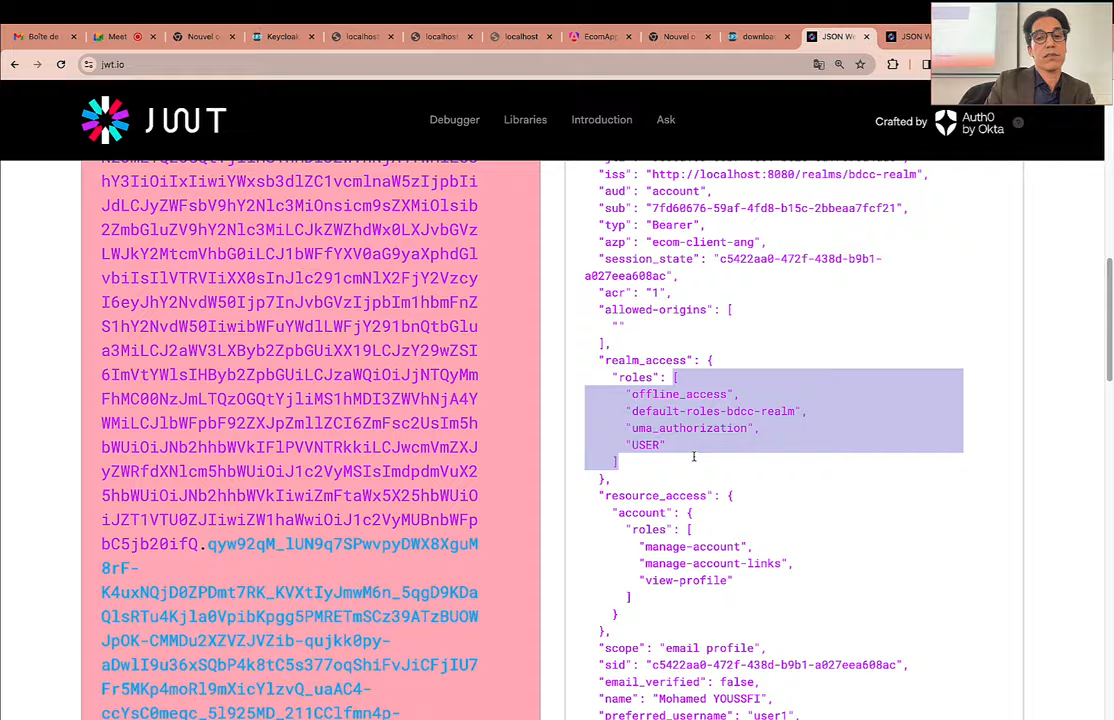 Boîte de
Meet
Nouvel o
Keycloak
localhost
localhost
localhost
EcomApp
Nouvel o
downloa
JSON We
JSON W
jwt.io
JWT
Debugger
Libraries
Introduction
Ask
Crafted by
Auth0
by Okta
?
hY3IiOiIxIiwiYWxsb3dlZC1vcmlnaW5zIjpbIi
JdLCJyZWFsbV9hY2Nlc3MiOnsicm9sZXMiOlsib
2ZmbGluZV9hY2Nlc3MiLCJkZWZhdWx0LXJvbGVz
LWJkY2MtcmVhbG0iLCJ1bWFfYXV0aG9yaXphdGl
vbiIsIlVTRVIiXX0sInJlc291cmNlX2FjY2Vzcy
I6eyJhY2NvdW50Ijp7InJvbGVzIjpbIm1hbmFnZ
S1hY2NvdW50IiwibWFuYWdlLWFjY291bnQtbGlu
a3MiLCJ2aWV3LXByb2ZpbGUiXX19LCJzY29wZSI
6ImVtYWlsIHByb2ZpbGUiLCJzaWQiOiJjNTQyMm
FhMC00NzJmLTQzOGQtYjliMS1hMDI3ZWVhNjA4Y
WMiLCJlbWFpbF92ZXJpZmllZCI6ZmFsc2UsIm5h
bWUiOiJNb2hhbWVkIFlPVVNTRkkiLCJwcmVmZXJ
yZWRfdXNlcm5hbWUiOiJ1c2VyMSIsImdpdmVuX2
5hbWUiOiJNb2hhbWVkIiwiZmFtaWx5X25hbWUiO
iJZT1VTU0ZJIiwiZW1haWwiOiJ1c2VyMUBnbWFp
bC5jb20ifQ.qyw92qM_lUN9q7SPwvpyDWX8XguM
8rF-
K4uxNQjD0ZPDmt7RK_KVXtIyJmwM6n_5qgD9KDa
QlsRTu4Kjla0VpibKpgg5PMRETmSCz39ATzBUOW
JpOK-CMMDu2XZVZJVZib-qujkk0py-
aDwlI9u36xSQbP4k8tC5s377oqShiFvJiCFjIU7
Fr5MKp4moRl9mXicYlzvQ_uaAC4-
ccYsC0meqc_5l925MD_211CClfmn4p-
"iss": "http://localhost:8080/realms/bdcc-realm",
"aud": "account",
"sub": "7fd60676-59af-4fd8-b15c-2bbeaa7fcf21",
"typ": "Bearer",
"azp": "ecom-client-ang",
"session_state": "c5422aa0-472f-438d-b9b1-
a027eea608ac",
"acr": "1",
"allowed-origins": [
""
],
"realm_access": {
"roles": [
"offline_access",
"default-roles-bdcc-realm",
"uma_authorization",
"USER"
]
},
"resource_access": {
"account": {
"roles": [
"manage-account",
"manage-account-links",
"view-profile"
]
}
},
"scope": "email profile",
"sid": "c5422aa0-472f-438d-b9b1-a027eea608ac",
"email_verified": false,
"name": "Mohamed YOUSSFI",
"preferred_username": "user1",